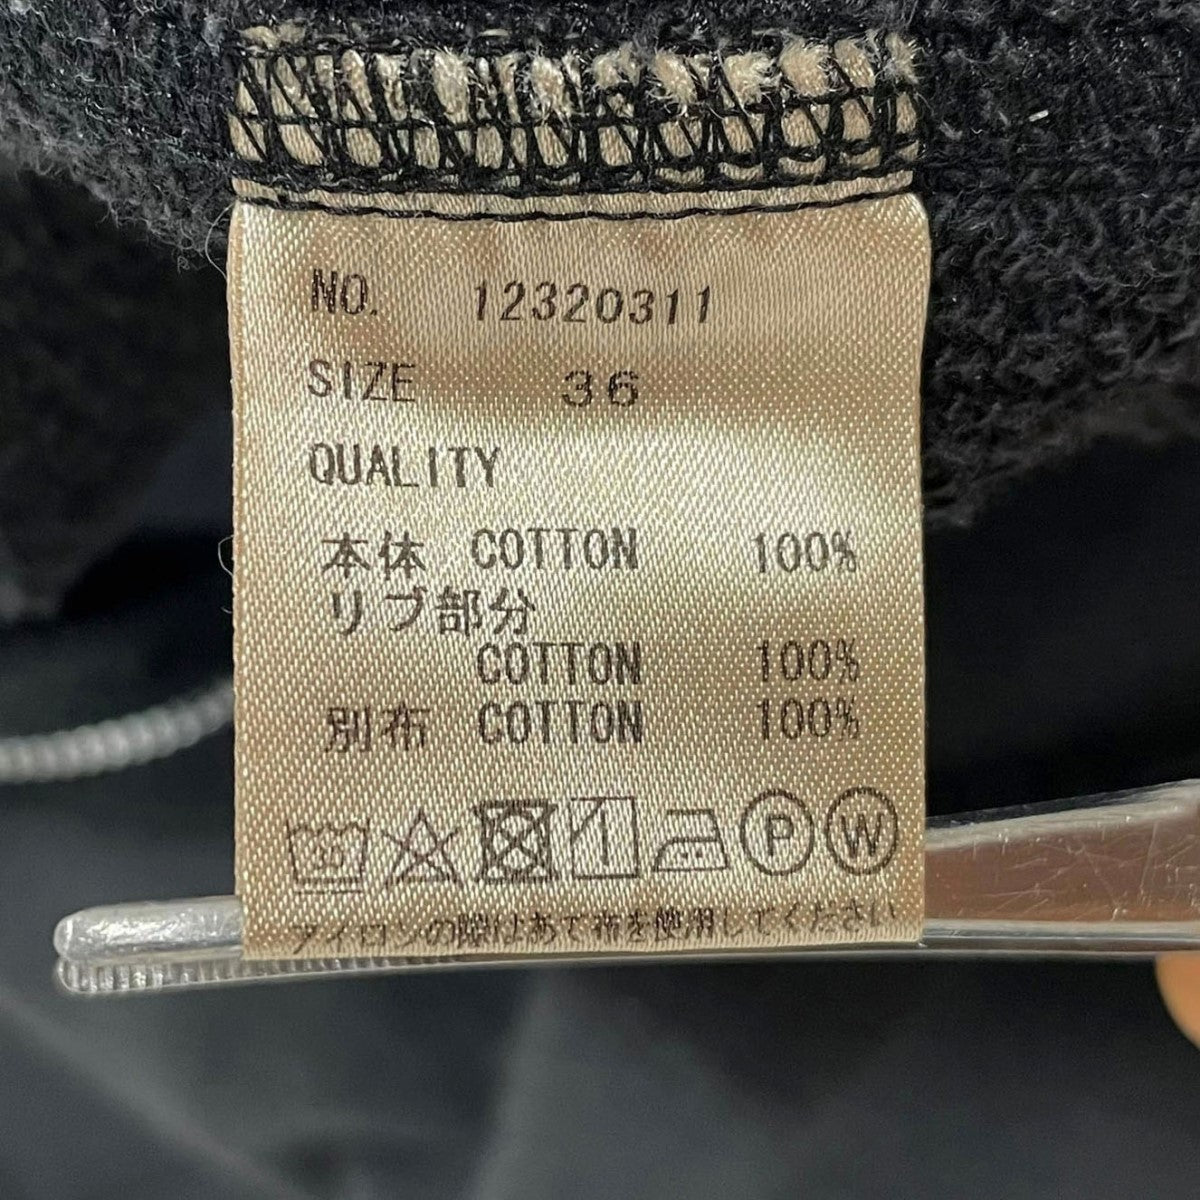 NO. 12320311
SIZE 36
QUALITY
本体 COTTON 100%
リブ部分
COTTON 100%
別布 COTTON 100%
30 P W
アイロンの際はあて布を使用してください